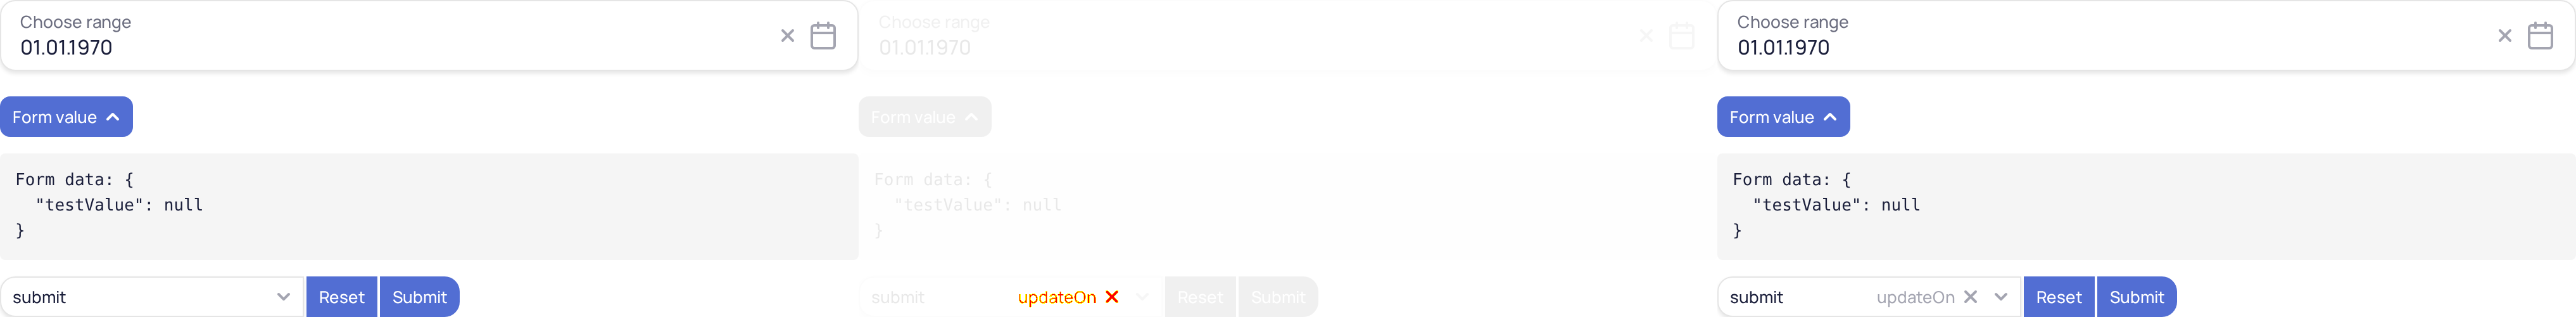 Choose range
01.01.1970
Form value
Form data: {
  "testValue": null
}
submit Reset Submit
Choose range
01.01.1970
Form value
Form data: {
  "testValue": null
}
submit updateOn Reset Submit
Choose range
01.01.1970
Form value
Form data: {
  "testValue": null
}
submit updateOn Reset Submit